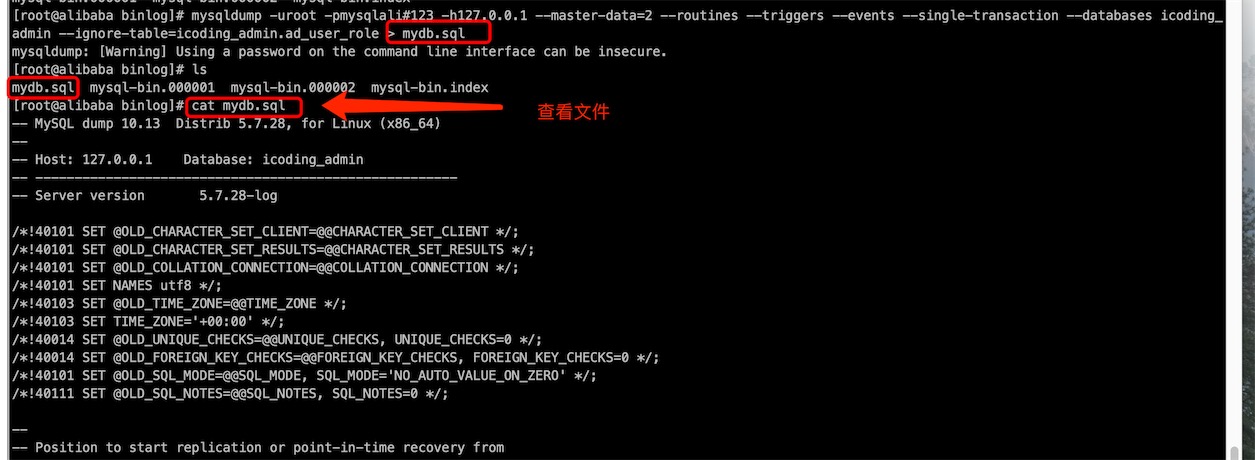 [root@alibaba binlog]# mysqldump -uroot -pmysqlali#123 -h127.0.0.1 --master-data=2 --routines --triggers --events --single-transaction --databases icoding_
admin --ignore-table=icoding_admin.ad_user_role > mydb.sql
mysqldump: [Warning] Using a password on the command line interface can be insecure.
[root@alibaba binlog]# ls
mydb.sql  mysql-bin.000001  mysql-bin.000002  mysql-bin.index
[root@alibaba binlog]# cat mydb.sql
查看文件
-- MySQL dump 10.13  Distrib 5.7.28, for Linux (x86_64)
--
-- Host: 127.0.0.1    Database: icoding_admin
-- ------------------------------------------------------
-- Server version       5.7.28-log
/*!40101 SET @OLD_CHARACTER_SET_CLIENT=@@CHARACTER_SET_CLIENT */;
/*!40101 SET @OLD_CHARACTER_SET_RESULTS=@@CHARACTER_SET_RESULTS */;
/*!40101 SET @OLD_COLLATION_CONNECTION=@@COLLATION_CONNECTION */;
/*!40101 SET NAMES utf8 */;
/*!40103 SET @OLD_TIME_ZONE=@@TIME_ZONE */;
/*!40103 SET TIME_ZONE='+00:00' */;
/*!40014 SET @OLD_UNIQUE_CHECKS=@@UNIQUE_CHECKS, UNIQUE_CHECKS=0 */;
/*!40014 SET @OLD_FOREIGN_KEY_CHECKS=@@FOREIGN_KEY_CHECKS, FOREIGN_KEY_CHECKS=0 */;
/*!40101 SET @OLD_SQL_MODE=@@SQL_MODE, SQL_MODE='NO_AUTO_VALUE_ON_ZERO' */;
/*!40111 SET @OLD_SQL_NOTES=@@SQL_NOTES, SQL_NOTES=0 */;
--
-- Position to start replication or point-in-time recovery from